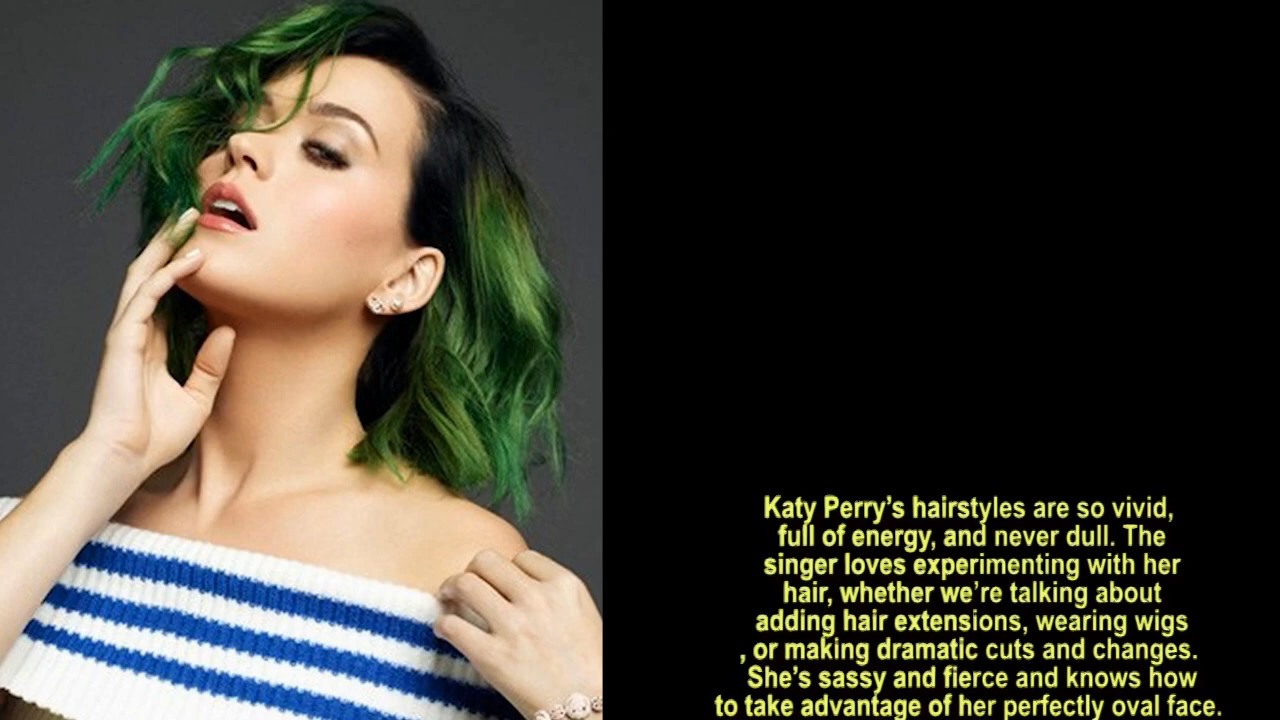 Katy Perry’s hairstyles are so vivid,
full of energy, and never dull. The
singer loves experimenting with her
hair, whether we’re talking about
adding hair extensions, wearing wigs
, or making dramatic cuts and changes.
She’s sassy and fierce and knows how
to take advantage of her perfectly oval face.